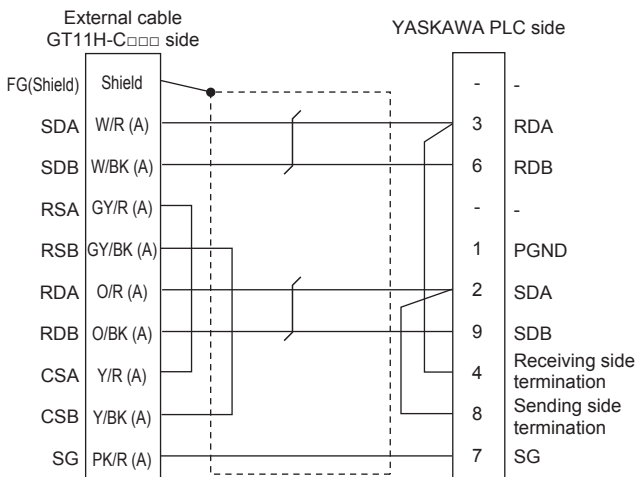 External cable
GT11H-C□□□ side
YASKAWA PLC side
FG(Shield) Shield - -
SDA W/R (A) 3 RDA
SDB W/BK (A) 6 RDB
RSA GY/R (A) - -
RSB GY/BK (A) 1 PGND
RDA O/R (A) 2 SDA
RDB O/BK (A) 9 SDB
CSA Y/R (A) 4 Receiving side
termination
CSB Y/BK (A) 8 Sending side
termination
SG PK/R (A) 7 SG